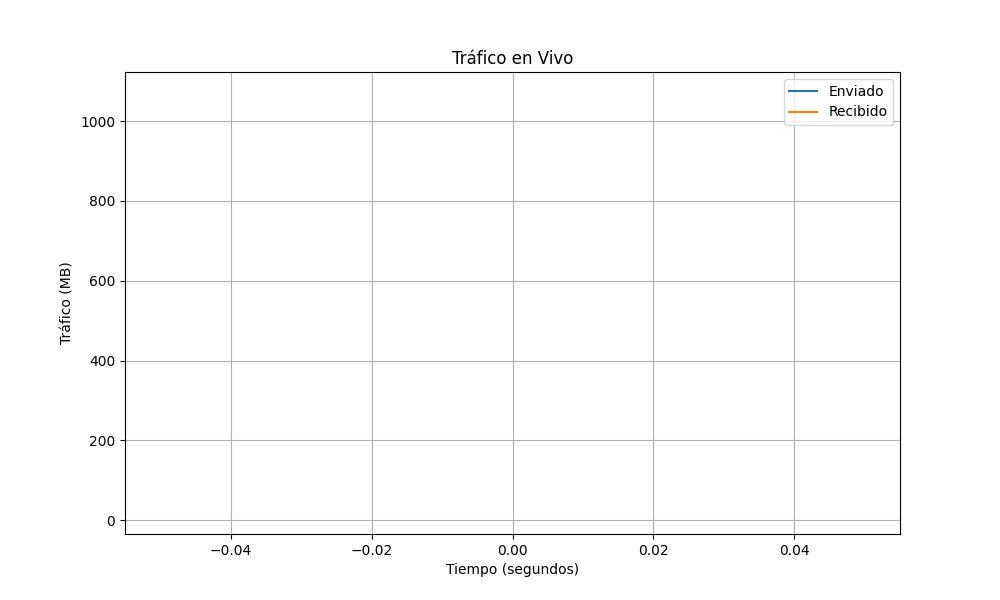 Tráfico en Vivo
Enviado
Recibido
1000
800
600
400
200
0
Tráfico (MB)
−0.04
−0.02
0.00
0.02
0.04
Tiempo (segundos)